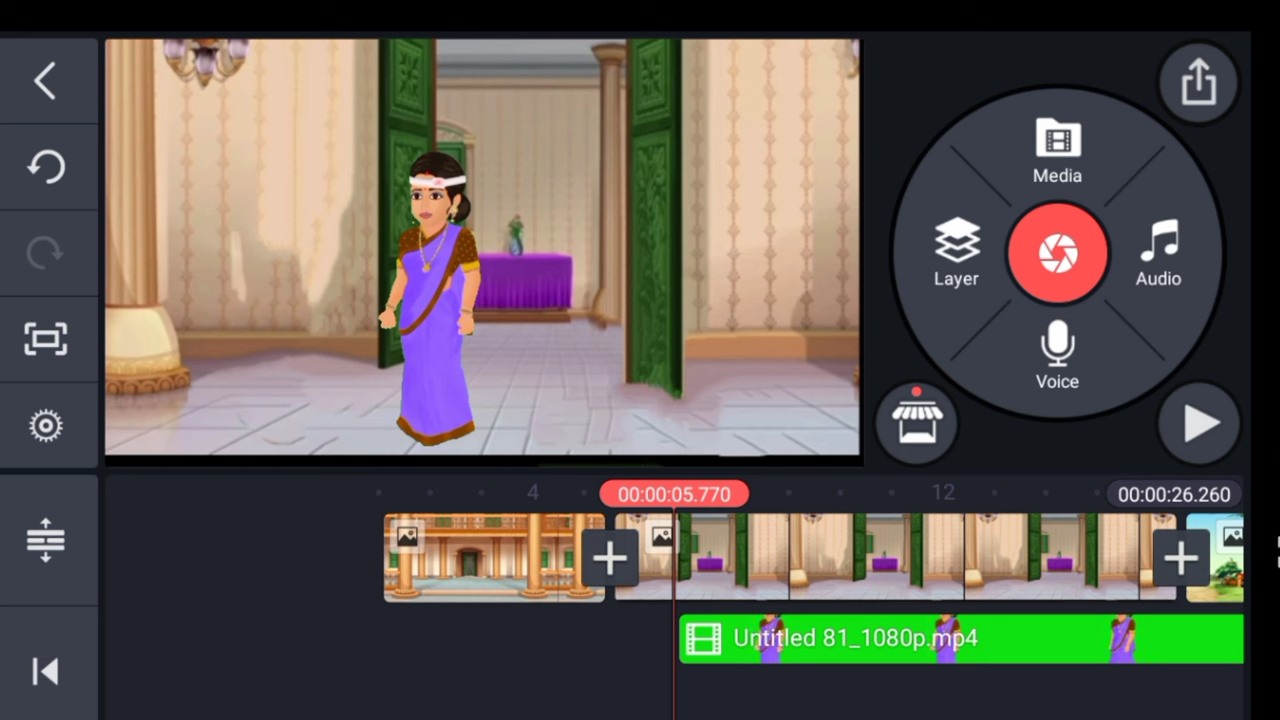 Media
Layer
Audio
Voice
4
00:00:05.770
12
00:00:26.260
Untitled 81_1080p.mp4